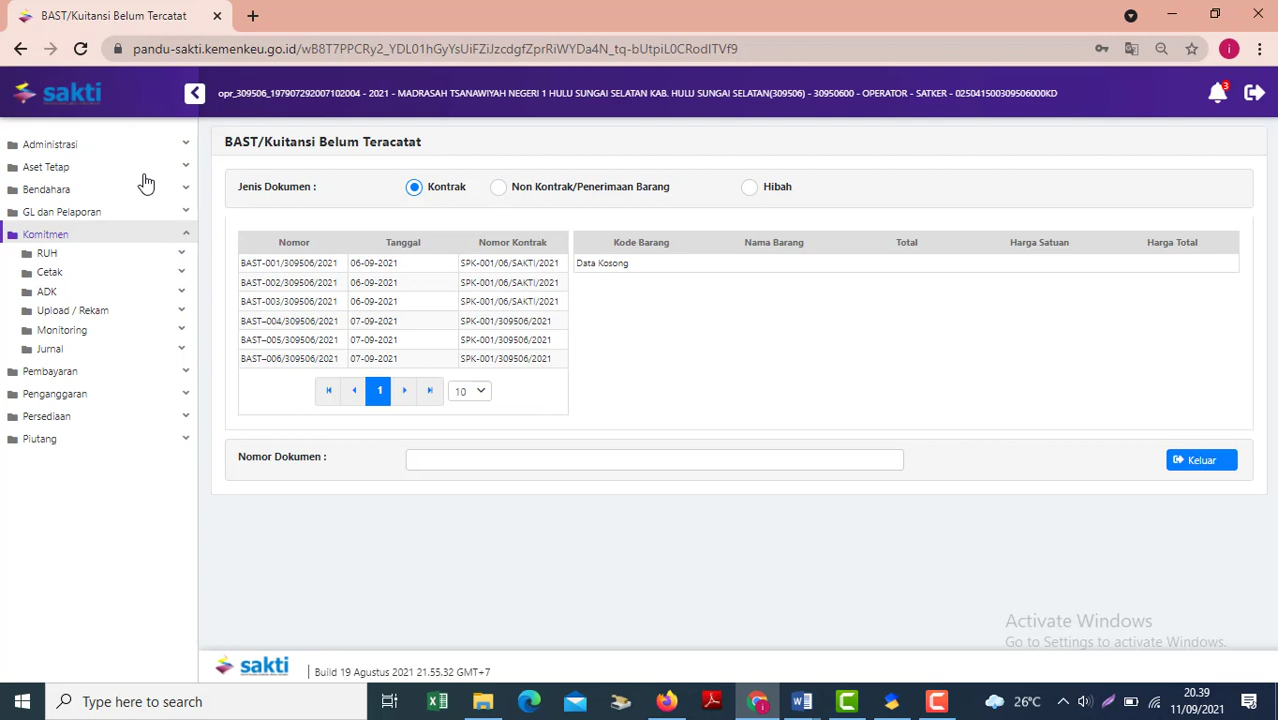 BAST/Kuitansi Belum Tercatat
pandu-sakti.kemenkeu.go.id/wB8T7PPCRy2_YDL01hGyYsUiFZiJzcdgfZprRiWYDa4N_tq-bUtpiL0CRodITVf9
i
sakti
opr_309506_197907292007102004 - 2021 - MADRASAH TSANAWIYAH NEGRI 1 HULU SUNGAI SELATAN KAB. HULU SUNGAI SELATAN(309506) - 30950600 - OPERATOR - SATKER - 025041500309506000KD
3
Administrasi
Aset Tetap
Bendahara
GL dan Pelaporan
Komitmen
RUH
Cetak
ADK
Upload / Rekam
Monitoring
Jurnal
Pembayaran
Penganggaran
Persediaan
Piutang
BAST/Kuitansi Belum Teracatat
Jenis Dokumen : Kontrak Non Kontrak/Penerimaan Barang Hibah
Nomor Tanggal Nomor Kontrak Kode Barang Nama Barang Total Harga Satuan Harga Total
BAST-001/309506/2021 06-09-2021 SPK-001/06/SAKTI/2021 Data Kosong
BAST-002/309506/2021 06-09-2021 SPK-001/06/SAKTI/2021
BAST-003/309506/2021 06-09-2021 SPK-001/06/SAKTI/2021
BAST–004/309506/2021 07-09-2021 SPK-001/309506/2021
BAST–005/309506/2021 07-09-2021 SPK-001/309506/2021
BAST–006/309506/2021 07-09-2021 SPK-001/309506/2021
1 10
Nomor Dokumen : Keluar
Activate Windows
Go to Settings to activate Windows.
sakti Build 19 Agustus 2021 21.55.32 GMT+7
Type here to search
26°C
20.39
11/09/2021